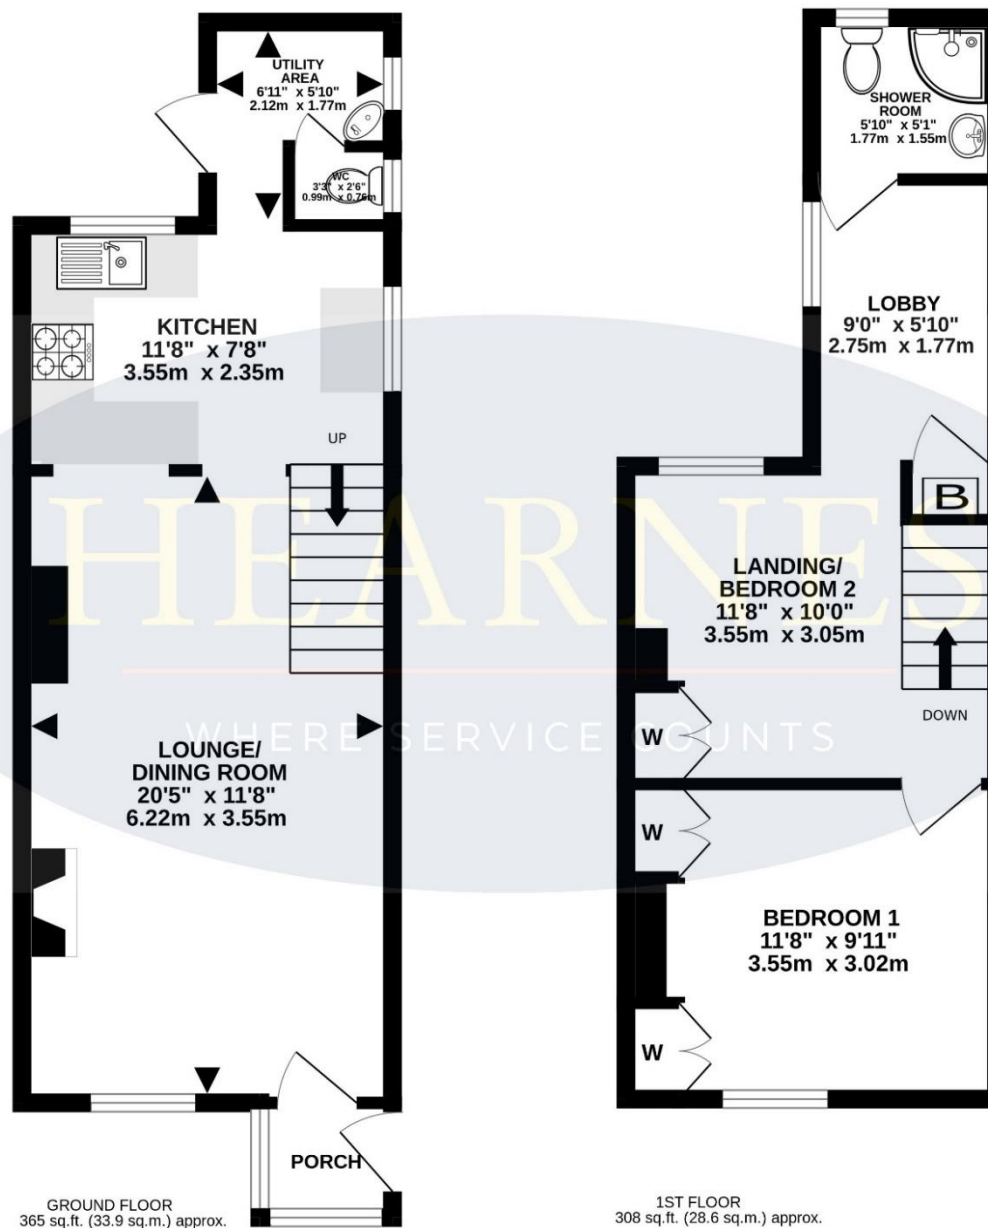 UTILITY
AREA
6'11" x 5'10"
2.12m x 1.77m
WC
3'3" x 2'6"
0.99m x 0.76m
KITCHEN
11'8" x 7'8"
3.55m x 2.35m
UP
LOUNGE/
DINING ROOM
20'5" x 11'8"
6.22m x 3.55m
PORCH
GROUND FLOOR
365 sq.ft. (33.9 sq.m.) approx.
SHOWER
ROOM
5'10" x 5'1"
1.77m x 1.55m
LOBBY
9'0" x 5'10"
2.75m x 1.77m
B
LANDING/
BEDROOM 2
11'8" x 10'0"
3.55m x 3.05m
DOWN
W
W
BEDROOM 1
11'8" x 9'11"
3.55m x 3.02m
W
1ST FLOOR
308 sq.ft. (28.6 sq.m.) approx.
HEARNES
WHERE SERVICE COUNTS